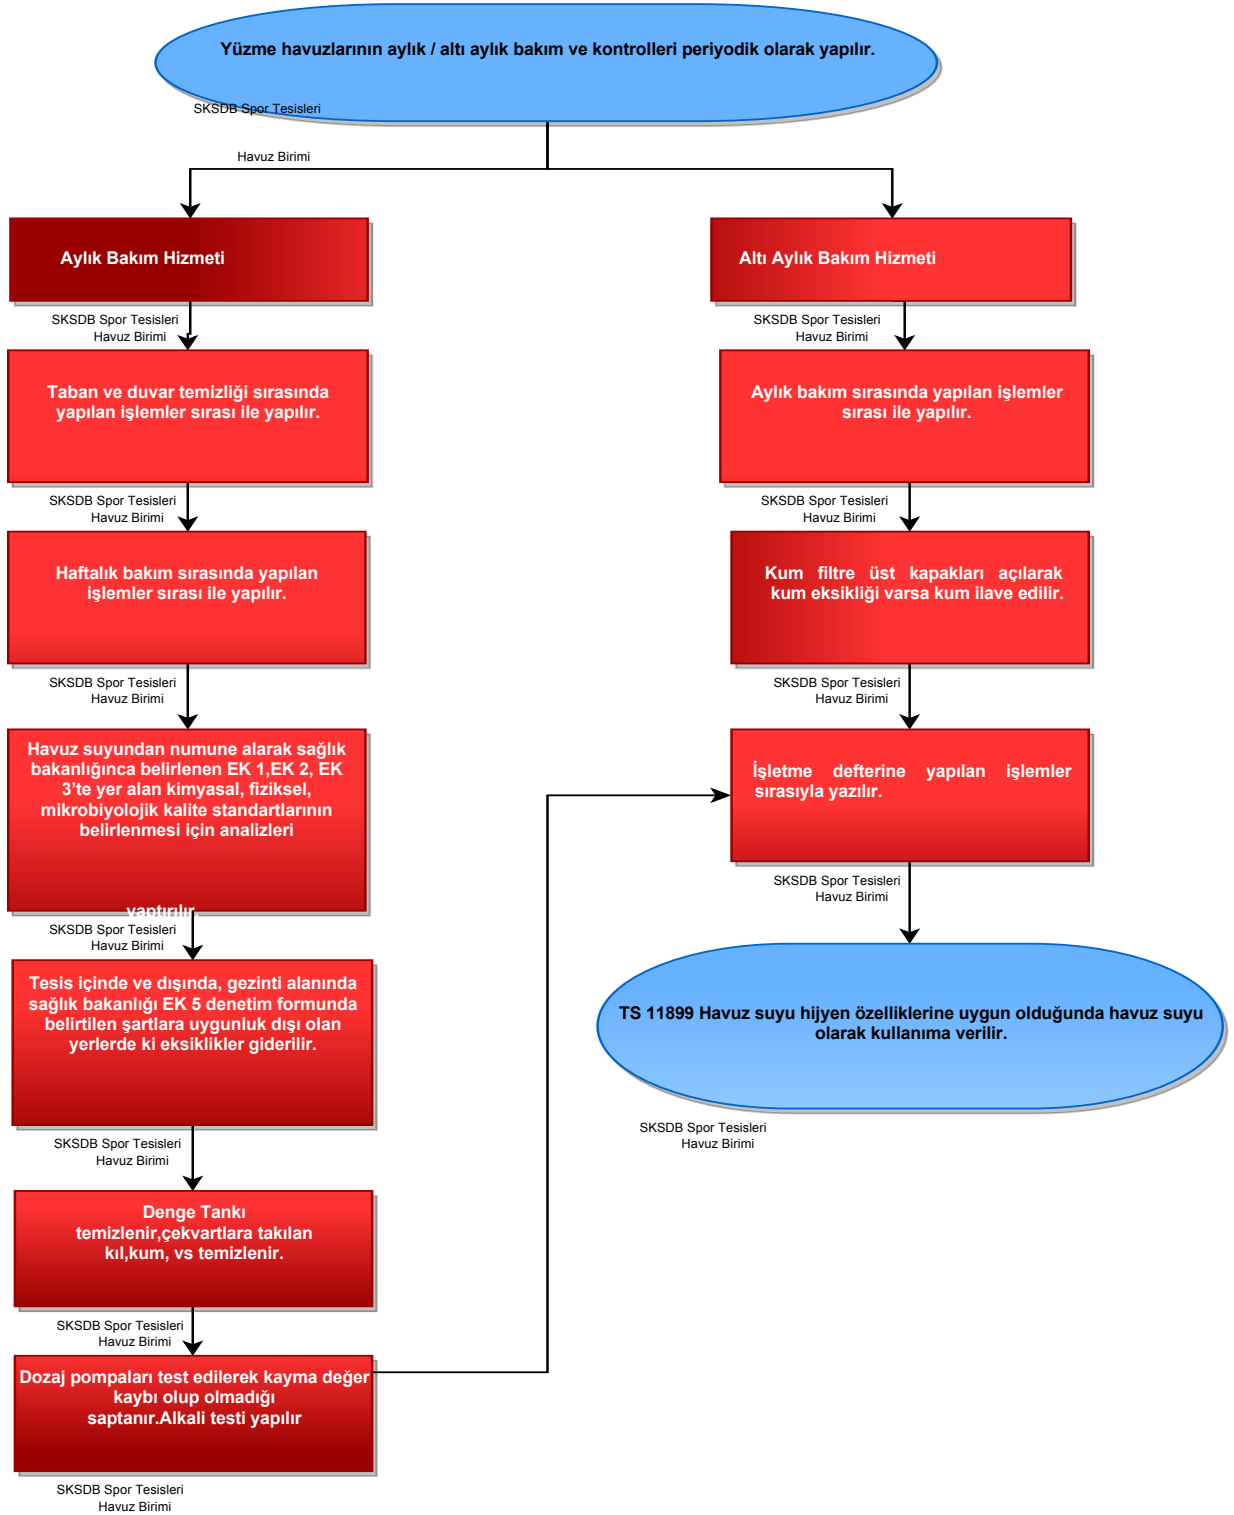 Yüzme havuzlarının aylık / altı aylık bakım ve kontrolleri periyodik olarak yapılır.
SKSDB Spor Tesisleri
Havuz Birimi
Aylık Bakım Hizmeti
SKSDB Spor Tesisleri
Havuz Birimi
Taban ve duvar temizliği sırasında
yapılan işlemler sırası ile yapılır.
SKSDB Spor Tesisleri
Havuz Birimi
Haftalık bakım sırasında yapılan
işlemler sırası ile yapılır.
SKSDB Spor Tesisleri
Havuz Birimi
Havuz suyundan numune alarak sağlık
bakanlığınca belirlenen EK 1,EK 2, EK
3’te yer alan kimyasal, fiziksel,
mikrobiyolojik kalite standartlarının
belirlenmesi için analizleri
yaptırılır.
SKSDB Spor Tesisleri
Havuz Birimi
Tesis içinde ve dışında, gezinti alanında
sağlık bakanlığı EK 5 denetim formunda
belirtilen şartlara uygunluk dışı olan
yerlerde ki eksiklikler giderilir.
SKSDB Spor Tesisleri
Havuz Birimi
Denge Tankı
temizlenir,çekvartlara takılan
kıl,kum, vs temizlenir.
SKSDB Spor Tesisleri
Havuz Birimi
Dozaj pompaları test edilerek kayma değer
kaybı olup olmadığı
saptanır.Alkali testi yapılır
SKSDB Spor Tesisleri
Havuz Birimi
Altı Aylık Bakım Hizmeti
SKSDB Spor Tesisleri
Havuz Birimi
Aylık bakım sırasında yapılan işlemler
sırası ile yapılır.
SKSDB Spor Tesisleri
Havuz Birimi
Kum filtre üst kapakları açılarak
kum eksikliği varsa kum ilave edilir.
SKSDB Spor Tesisleri
Havuz Birimi
İşletme defterine yapılan işlemler
sırasıyla yazılır.
SKSDB Spor Tesisleri
Havuz Birimi
TS 11899 Havuz suyu hijyen özelliklerine uygun olduğunda havuz suyu
olarak kullanıma verilir.
SKSDB Spor Tesisleri
Havuz Birimi